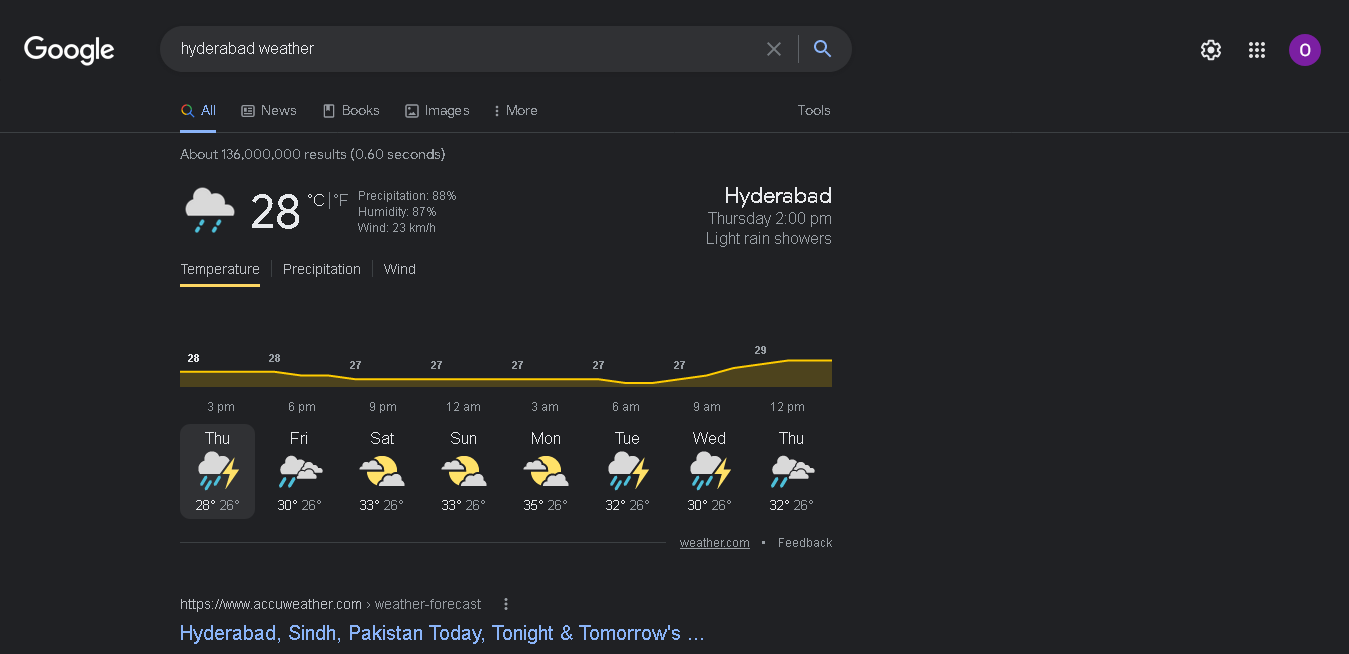 Google
hyderabad weather
O
All News Books Images More Tools
About 136,000,000 results (0.60 seconds)
28 °C|°F
Precipitation: 88%
Humidity: 87%
Wind: 23 km/h
Hyderabad
Thursday 2:00 pm
Light rain showers
Temperature Precipitation Wind
28 28 27 27 27 27 27 29
3 pm 6 pm 9 pm 12 am 3 am 6 am 9 am 12 pm
Thu Fri Sat Sun Mon Tue Wed Thu
28° 26° 30° 26° 33° 26° 33° 26° 35° 26° 32° 26° 30° 26° 32° 26°
weather.com • Feedback
https://www.accuweather.com › weather-forecast
Hyderabad, Sindh, Pakistan Today, Tonight & Tomorrow's ...